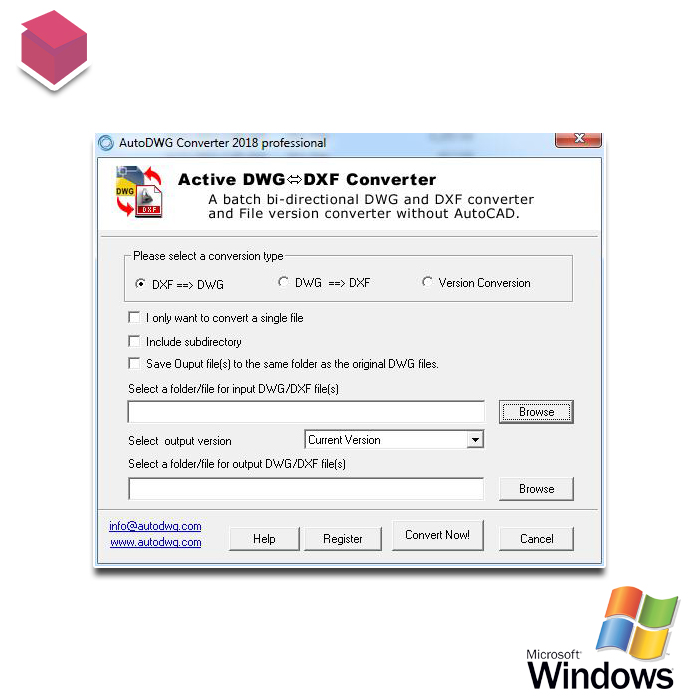 AutoDWG Converter 2018 professional
x
Active DWG⇔DXF Converter
DWG
DXF
A batch bi-directional DWG and DXF converter
and File version converter without AutoCAD.
Please select a conversion type
DXF ==> DWG
DWG ==> DXF
Version Conversion
I only want to convert a single file
Include subdirectory
Save Ouput file(s) to the same folder as the original DWG files.
Select a folder/file for input DWG/DXF file(s)
Browse
Select output version
Current Version
Select a folder/file for output DWG/DXF file(s)
Browse
info@autodwg.com
www.autodwg.com
Help
Register
Convert Now!
Cancel
Microsoft
Windows